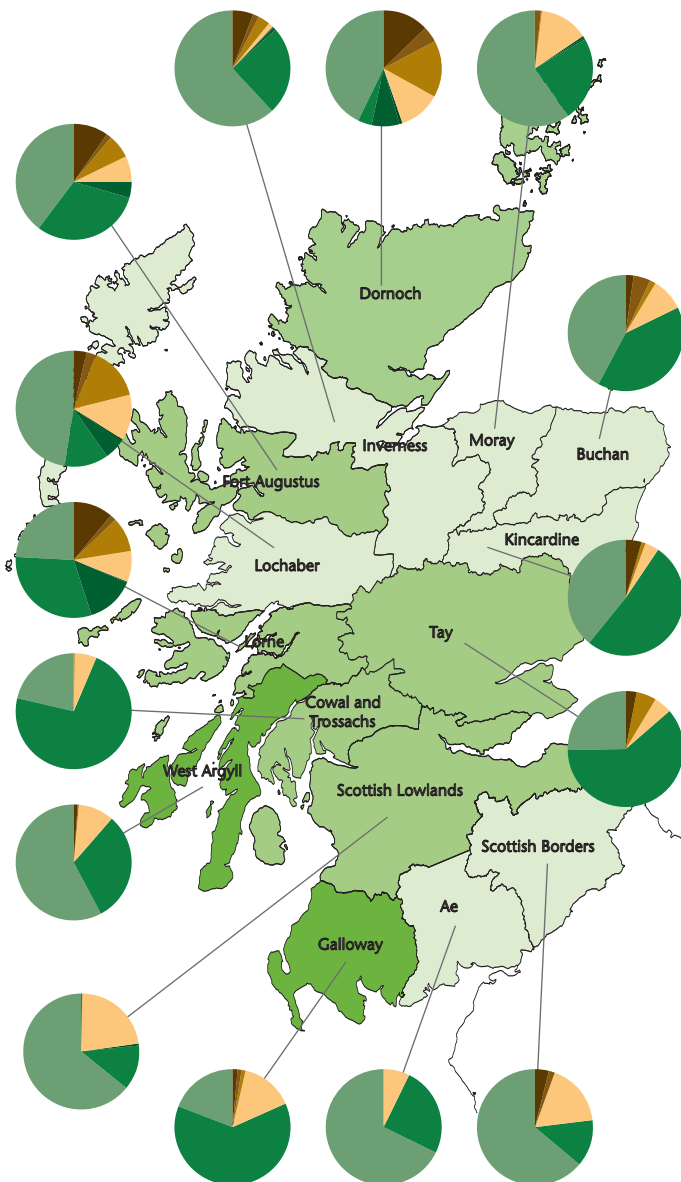 Dornoch
Inverness
Moray
Buchan
Fort Augustus
Kincardine
Lochaber
Tay
Lorne
Cowal and
Trossachs
West Argyll
Scottish Lowlands
Scottish Borders
Ae
Galloway